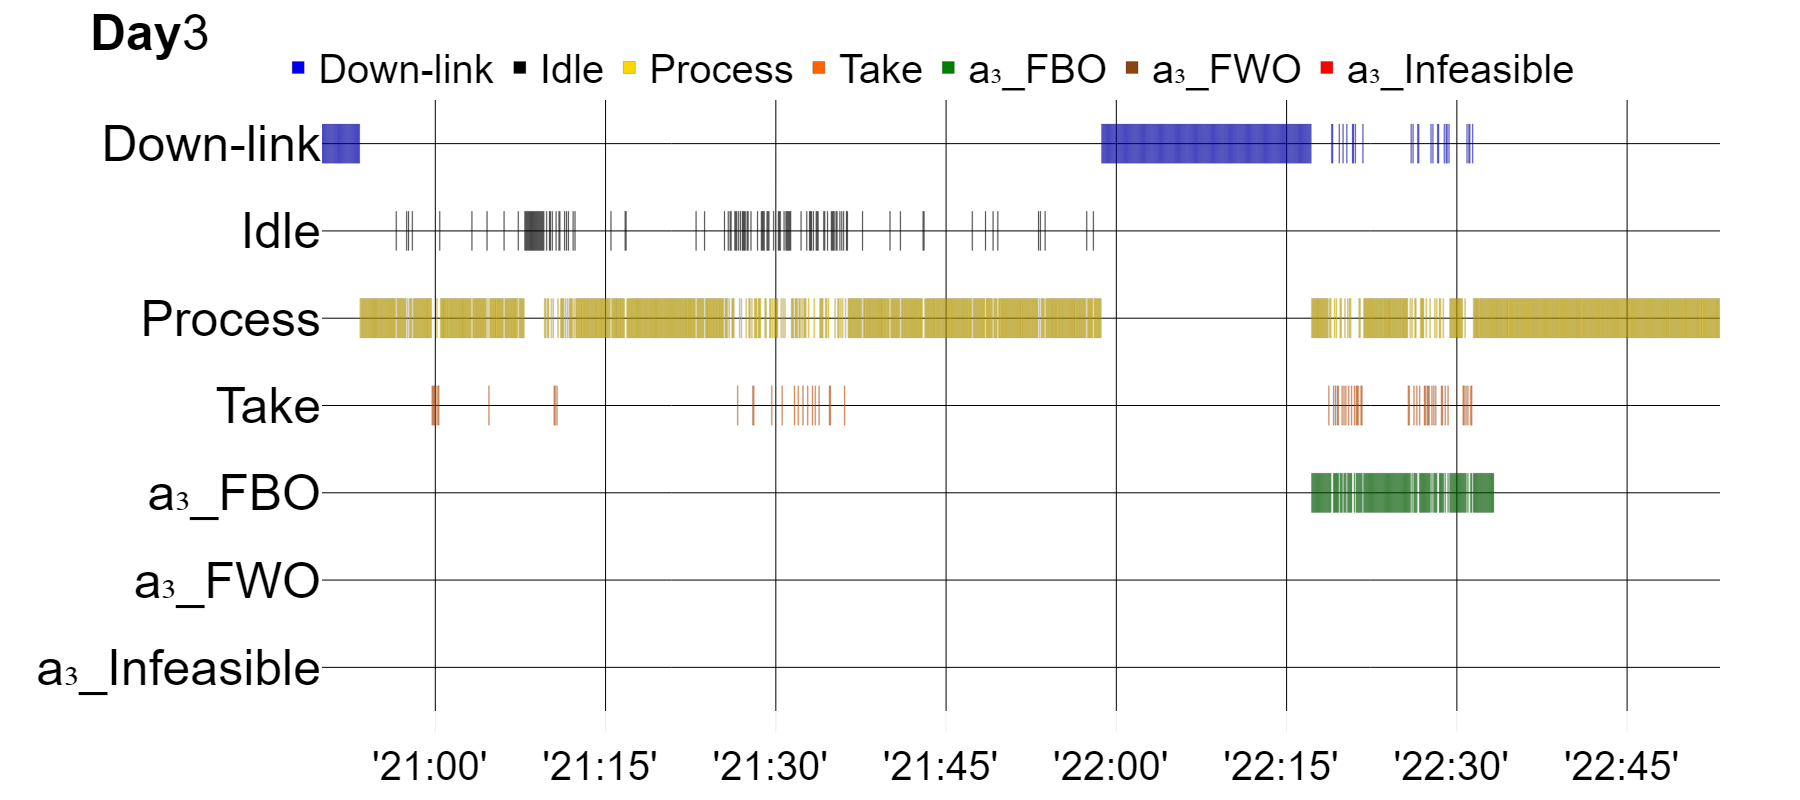 Day3
Down-link Idle Process Take a₃_FBO a₃_FWO a₃_Infeasible
Down-link
Idle
Process
Take
a₃_FBO
a₃_FWO
a₃_Infeasible
'21:00' '21:15' '21:30' '21:45' '22:00' '22:15' '22:30' '22:45'